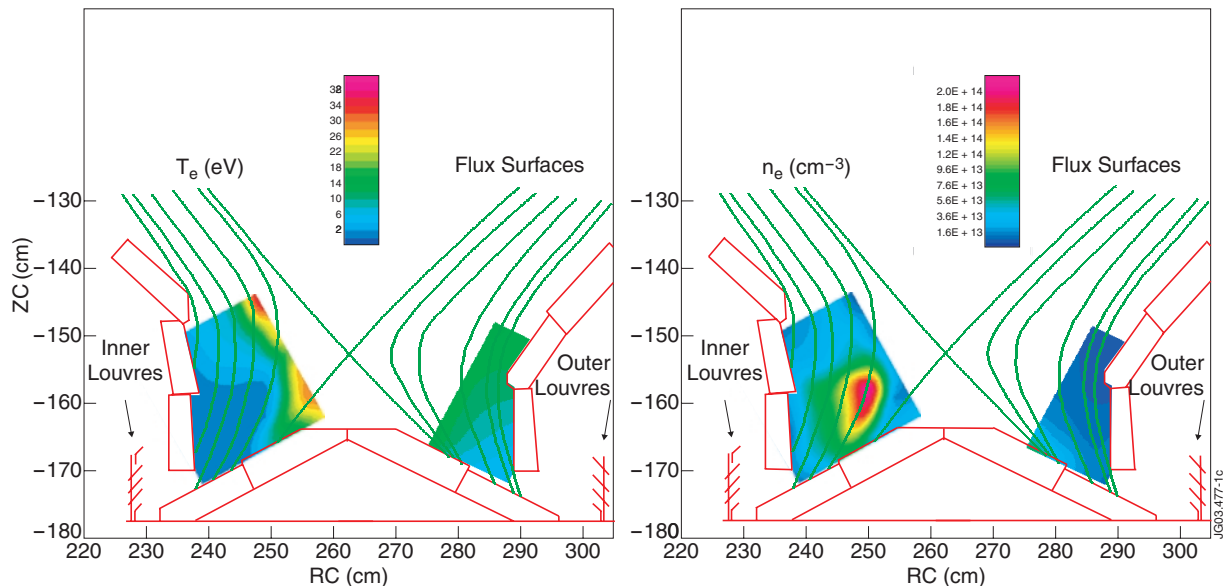 38
34
32
26
22
18
14
10
6
2
T_e (eV)
Flux Surfaces
−130
−140
−150
−160
−170
−180
ZC (cm)
Inner
Louvres
Outer
Louvres
220 230 240 250 260 270 280 290 300
RC (cm)
2.0E + 14
1.8E + 14
1.6E + 14
1.4E + 14
1.2E + 14
9.6E + 13
7.6E + 13
5.6E + 13
3.6E + 13
1.6E + 13
n_e (cm−3)
Flux Surfaces
−130
−140
−150
−160
−170
−180
Inner
Louvres
Outer
Louvres
220 230 240 250 260 270 280 290 300
RC (cm)
JG03.477-1c